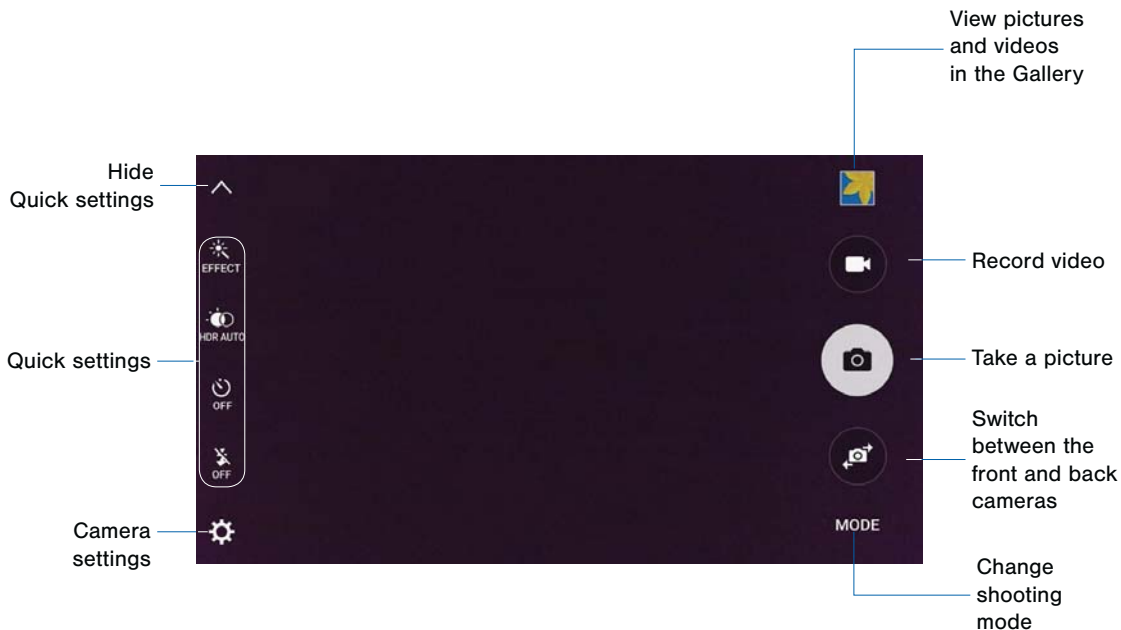 View pictures
and videos
in the Gallery
Hide
Quick settings
EFFECT
Record video
HDR AUTO
Quick settings
Take a picture
OFF
Switch
between the
front and back
cameras
OFF
Camera
settings
MODE
Change
shooting
mode